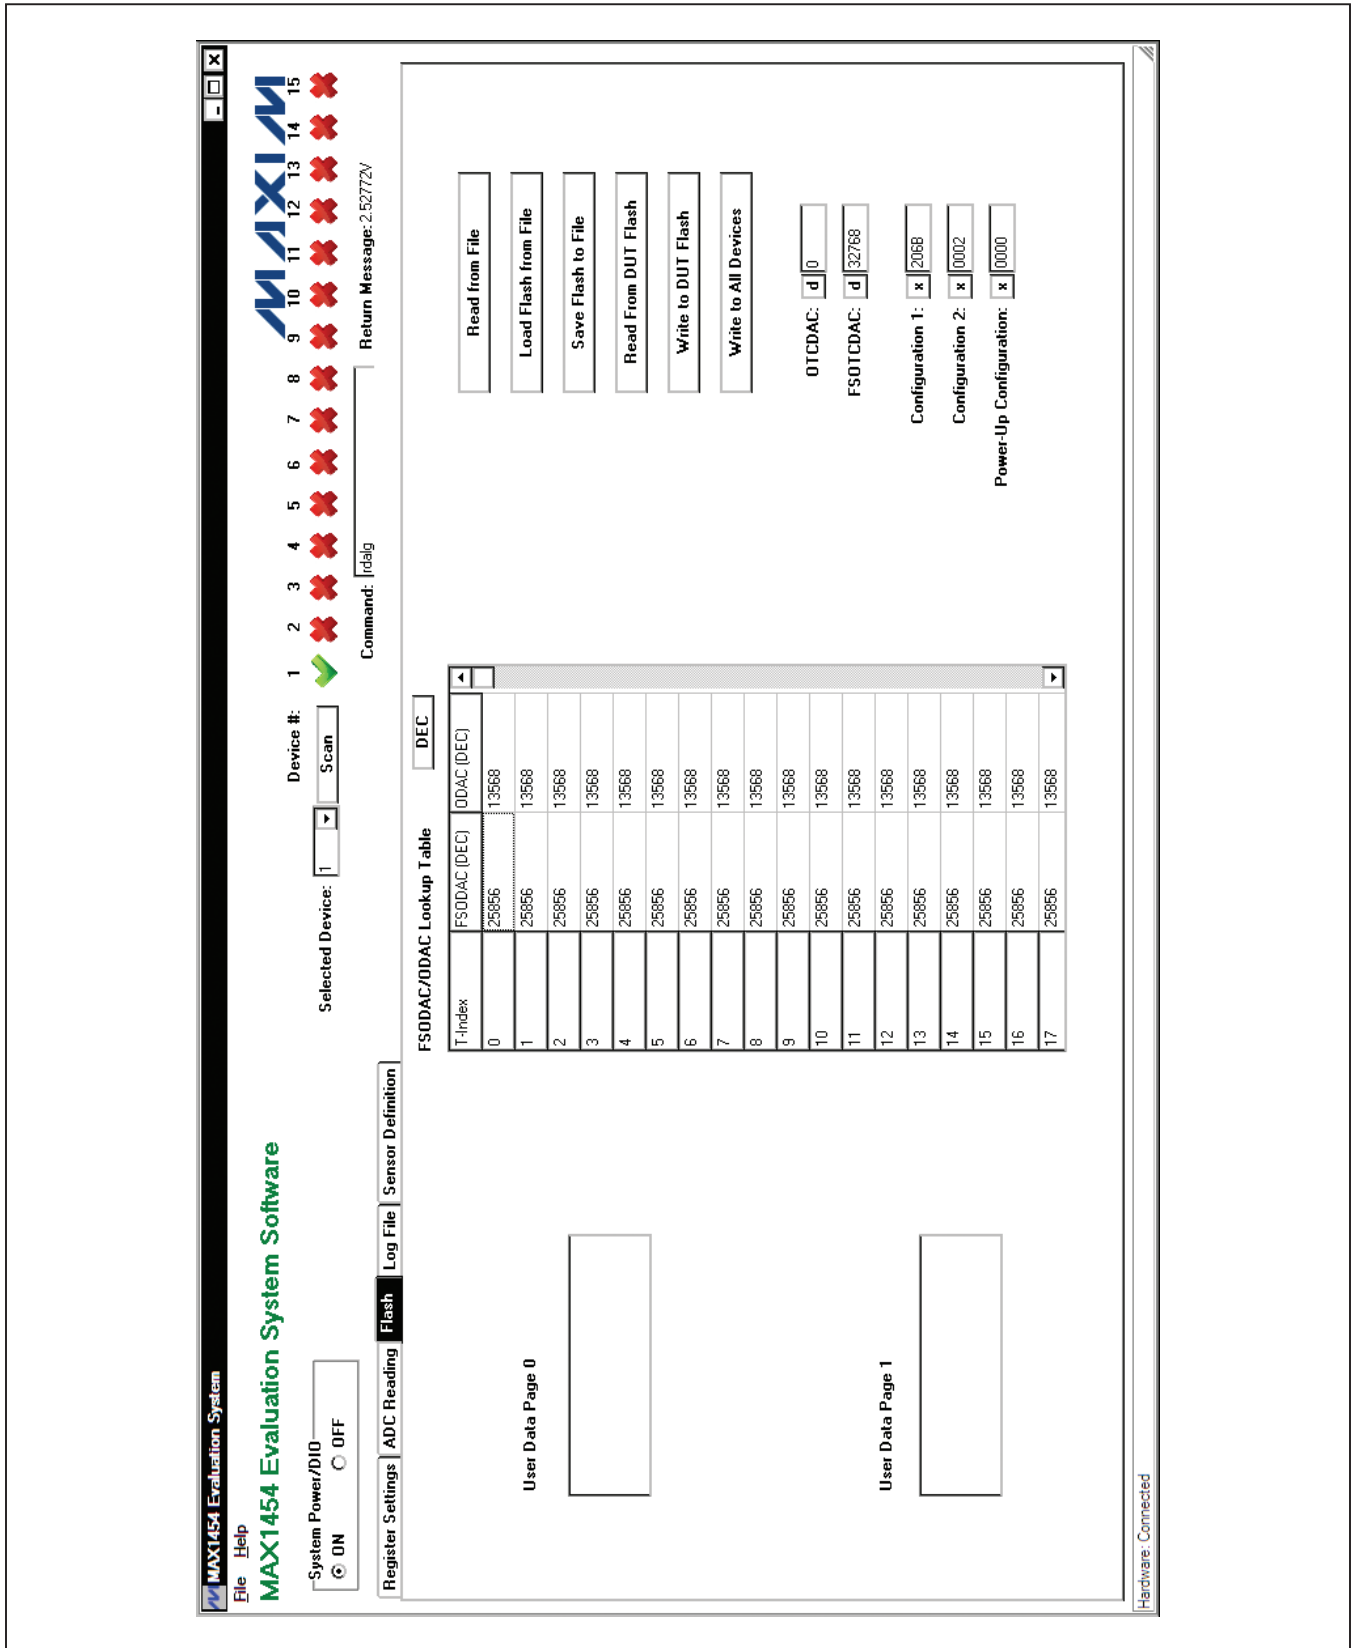 MAX1454 Evaluation System
File Help
MAX1454 Evaluation System Software
MAXIM
System Power/DIO
ON OFF
Selected Device: 1
Scan
Device #: 1 2 3 4 5 6 7 8 9 10 11 12 13 14 15
Command: rdalg
Return Message: 2.52772V
Register Settings ADC Reading Flash Log File Sensor Definition
User Data Page 0
User Data Page 1
FSODAC/ODAC Lookup Table
DEC
T-Index FSODAC (DEC) ODAC (DEC)
0 25856 13568
1 25856 13568
2 25856 13568
3 25856 13568
4 25856 13568
5 25856 13568
6 25856 13568
7 25856 13568
8 25856 13568
9 25856 13568
10 25856 13568
11 25856 13568
12 25856 13568
13 25856 13568
14 25856 13568
15 25856 13568
16 25856 13568
17 25856 13568
Read from File
Load Flash from File
Save Flash to File
Read From DUT Flash
Write to DUT Flash
Write to All Devices
OTCDAC: d 0
FSOTCDAC: d 32768
Configuration 1: x 206B
Configuration 2: x 0002
Power-Up Configuration: x 0000
Hardware: Connected